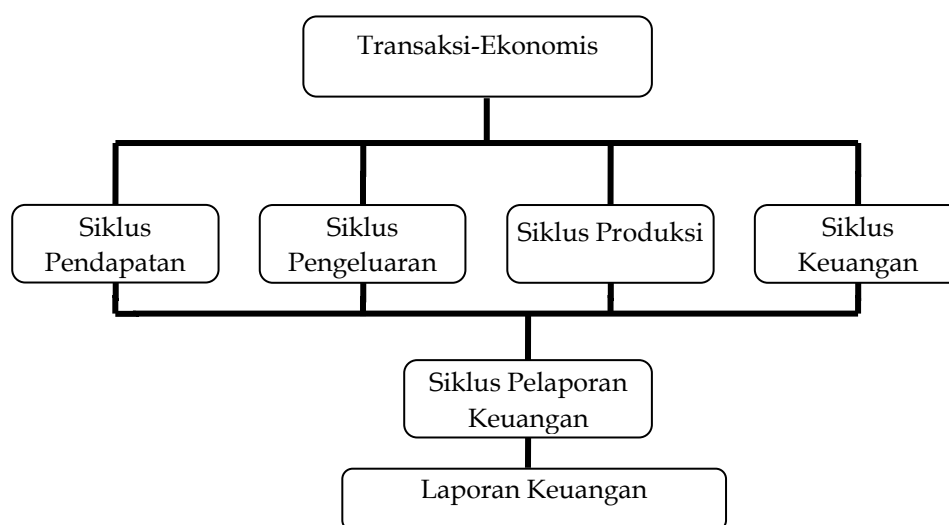 Transaksi-Ekonomis
Siklus
Pendapatan
Siklus
Pengeluaran
Siklus Produksi
Siklus
Keuangan
Siklus Pelaporan
Keuangan
Laporan Keuangan